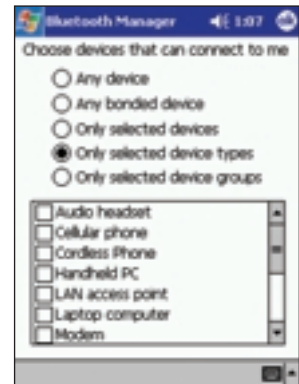 Bluetooth Manager 1:07
Choose devices that can connect to me
Any device
Any bonded device
Only selected devices
Only selected device types
Only selected device groups
Audio headset
Cellular phone
Cordless Phone
Handheld PC
LAN access point
Laptop computer
Modem